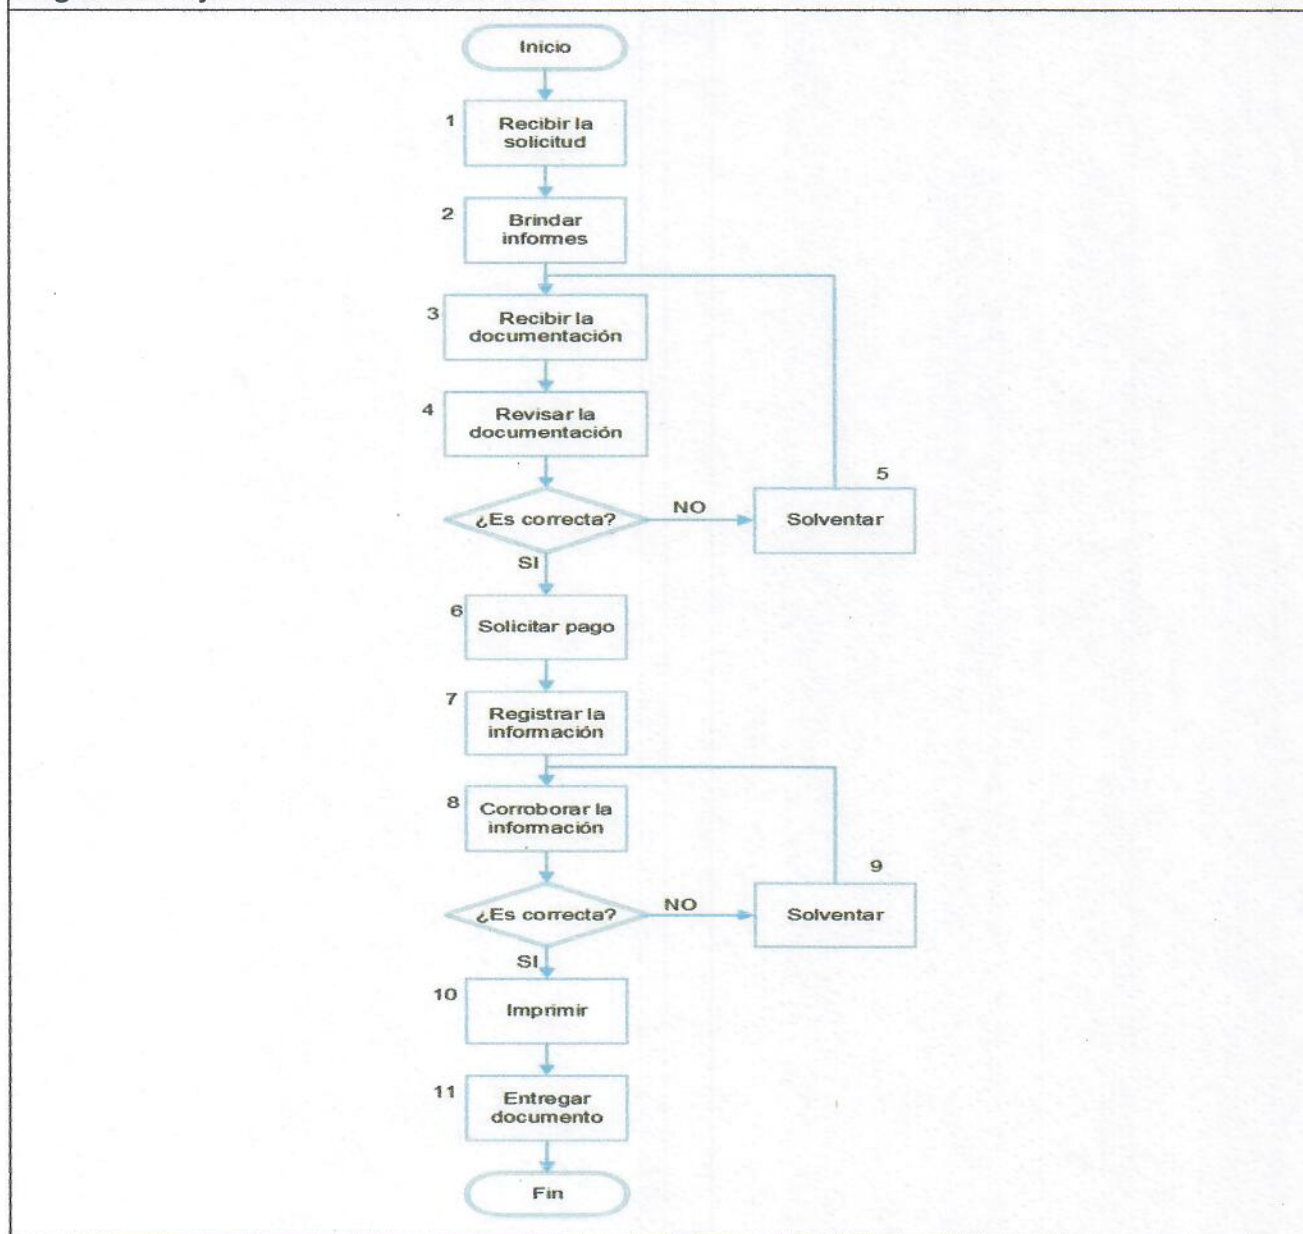 Inicio
1
Recibir la
solicitud
2
Brindar
informes
3
Recibir la
documentación
4
Revisar la
documentación
5
¿Es correcta?
NO
Solventar
SI
6
Solicitar pago
7
Registrar la
información
8
Corroborar la
información
9
¿Es correcta?
NO
Solventar
SI
10
Imprimir
11
Entregar
documento
Fin